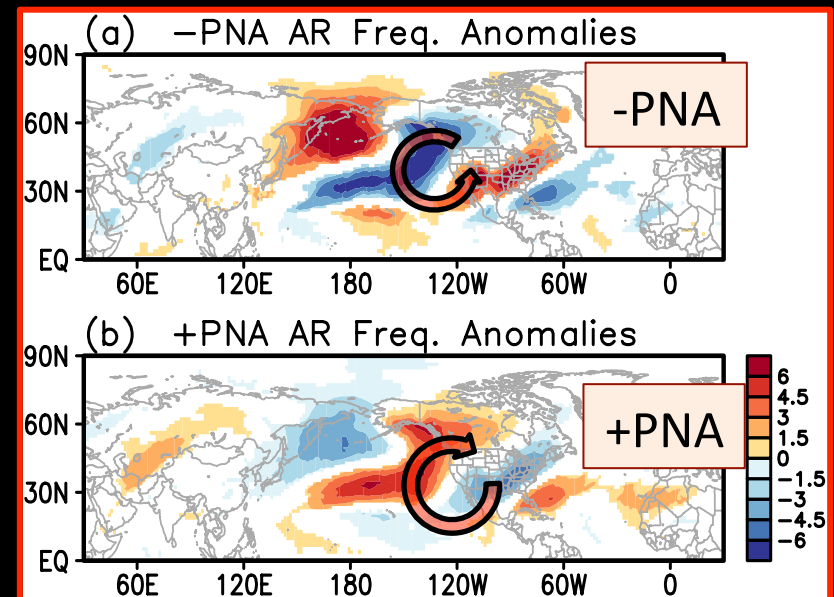 (a) −PNA AR Freq. Anomalies
90N
-PNA
60N
30N
EQ
60E 120E 180 120W 60W 0
(b) +PNA AR Freq. Anomalies
90N
6
4.5
+PNA
60N
3
1.5
0
30N
−1.5
−3
−4.5
−6
EQ
60E 120E 180 120W 60W 0